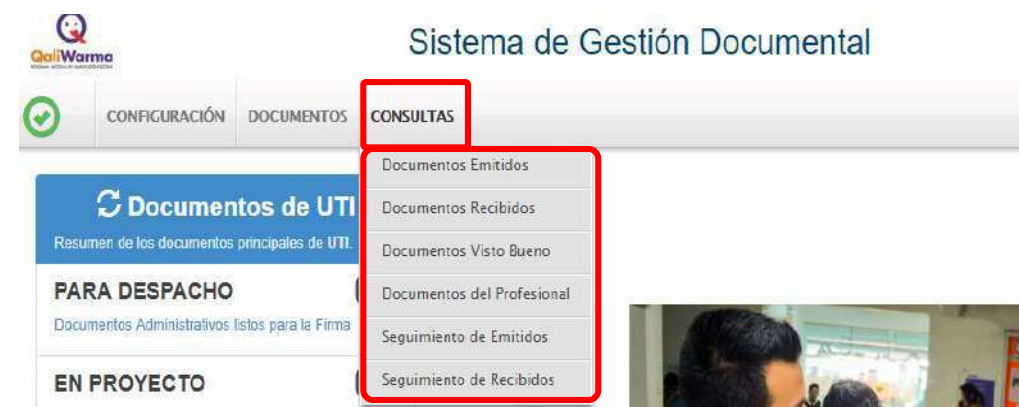 QaliWarma
Sistema de Gestión Documental
CONFIGURACIÓN DOCUMENTOS CONSULTAS
Documentos Emitidos
Documentos Recibidos
Documentos Visto Bueno
Documentos del Profesional
Seguimiento de Emitidos
Seguimiento de Recibidos
Documentos de UTI
Resumen de los documentos principales de UTI.
PARA DESPACHO
Documentos Administrativos listos para la Firma
EN PROYECTO